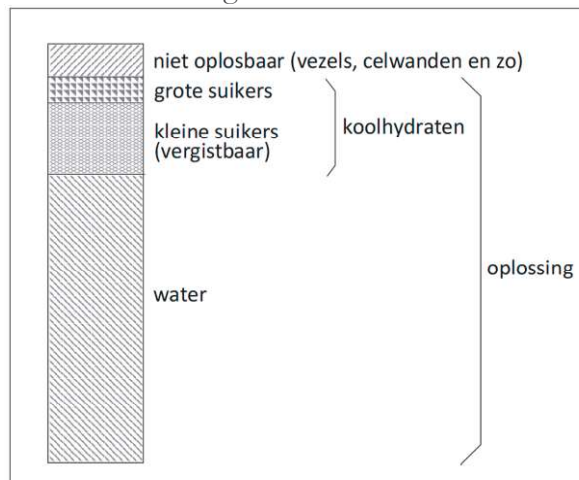 niet oplosbaar (vezels, celwanden en zo)
grote suikers
koolhydraten
kleine suikers
(vergistbaar)
oplossing
water